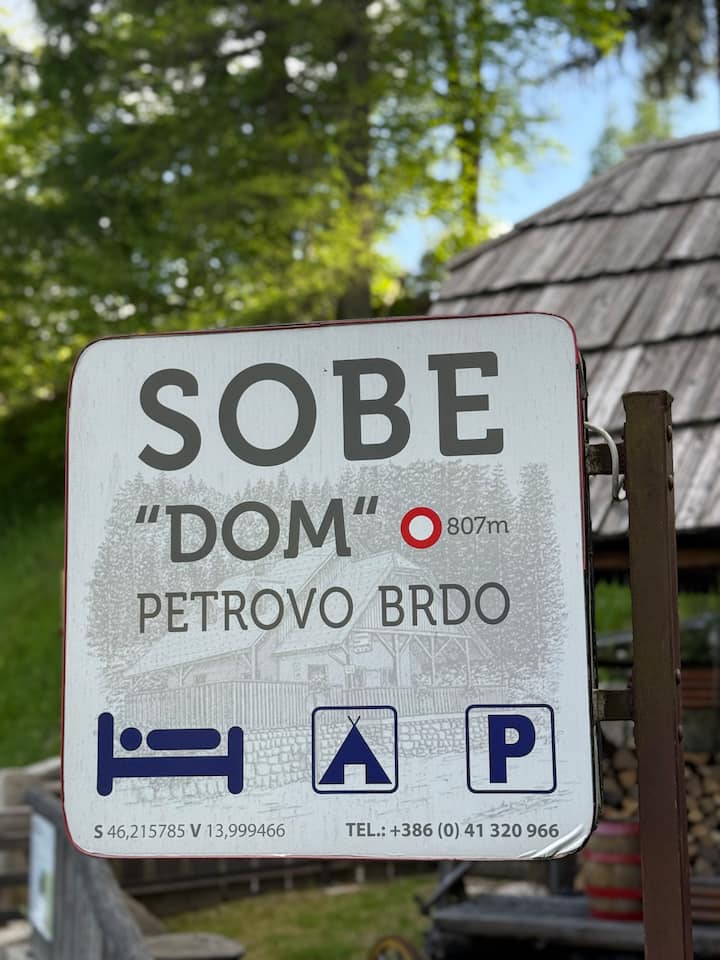 SOBE
“DOM“ 807m
PETROVO BRDO
P
S 46,215785 V 13,999466 TEL.: +386 (0) 41 320 966